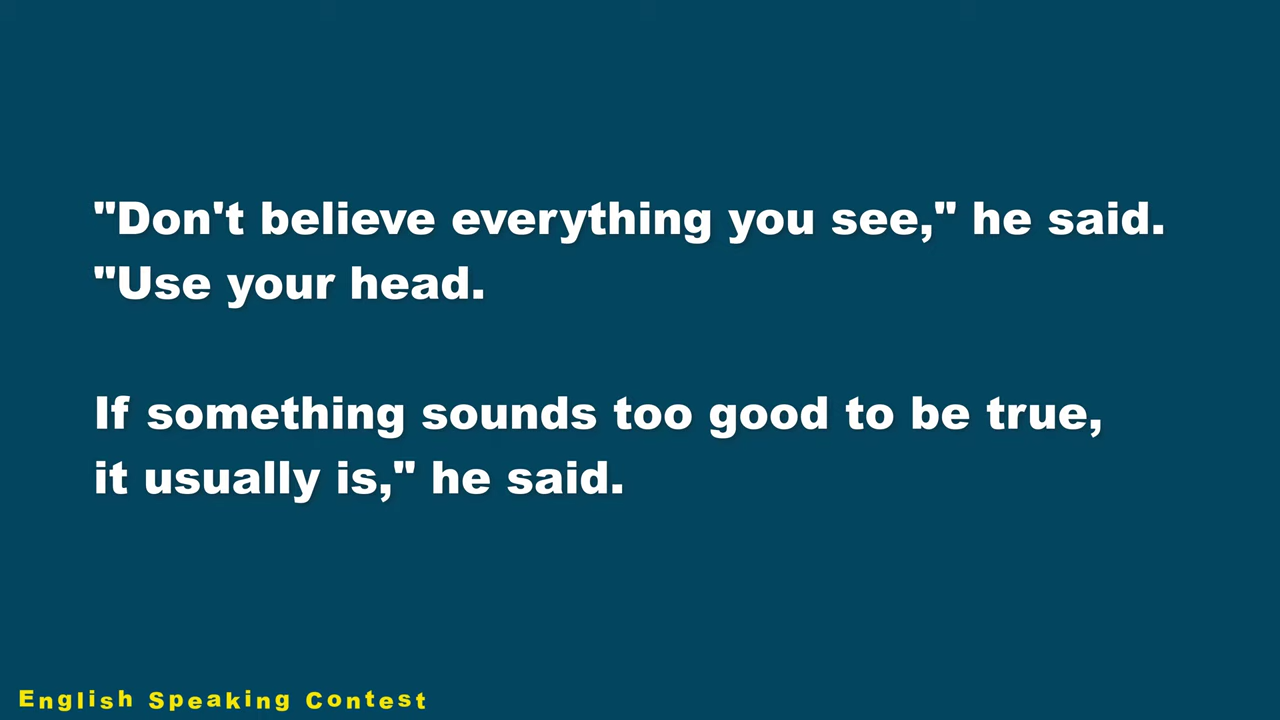 "Don't believe everything you see," he said.
"Use your head.
If something sounds too good to be true,
it usually is," he said.
English Speaking Contest